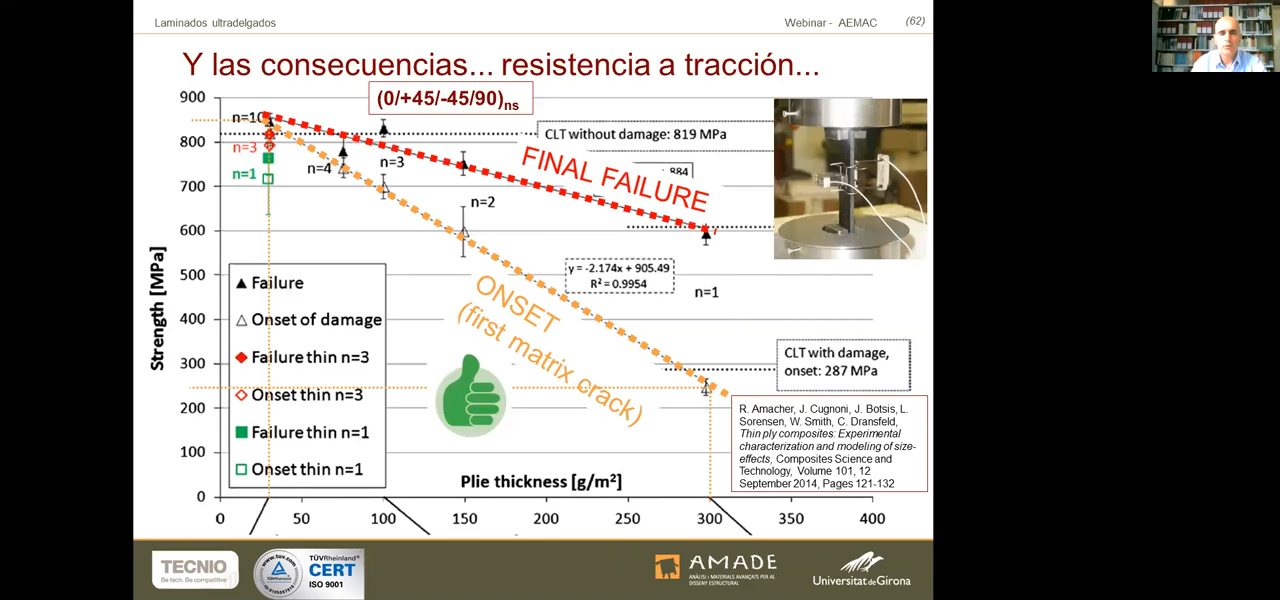 Laminados ultradelgados
Webinar - AEMAC
(62)
Y las consecuencias... resistencia a tracción...
(0/+45/-45/90)ns
900
800
700
600
500
400
300
200
100
0
Strength [MPa]
n=10
n=3
n=1
n=4
n=3
n=2
n=1
CLT without damage: 819 MPa
884
FINAL FAILURE
y = -2.174x + 905.49
R² = 0.9954
ONSET
(first matrix crack)
CLT with damage,
onset: 287 MPa
Failure
Onset of damage
Failure thin n=3
Onset thin n=3
Failure thin n=1
Onset thin n=1
R. Amacher, J. Cugnoni, J. Botsis, L.
Sorensen, W. Smith, C. Dransfeld,
Thin ply composites: Experimental
characterization and modeling of size-
effects, Composites Science and
Technology, Volume 101, 12
September 2014, Pages 121-132
Plie thickness [g/m²]
0 50 100 150 200 250 300 350 400
TECNIO
Be tech. Be competitive
TÜVRheinland®
CERT
ISO 9001
AMADE
ANÀLISI I MATERIALS AVANÇATS PER AL
DISSENY ESTRUCTURAL
Universitat de Girona